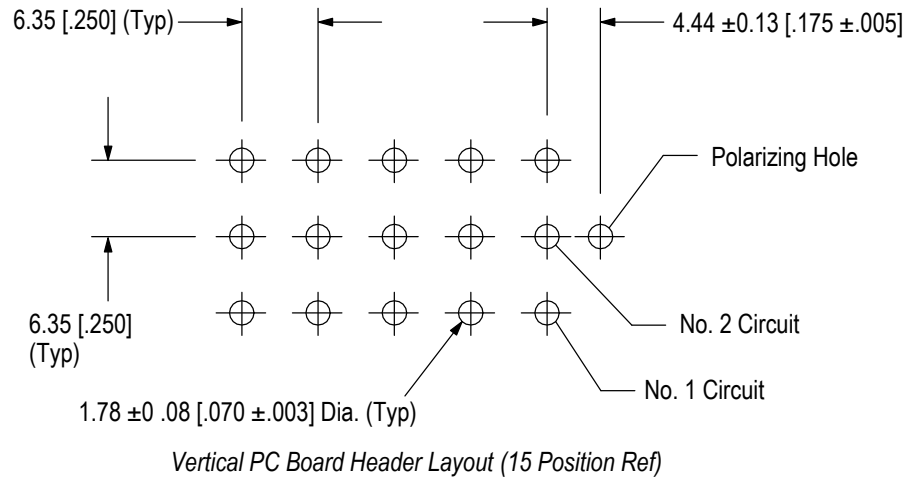 6.35 [.250] (Typ)
4.44 ±0.13 [.175 ±.005]
Polarizing Hole
6.35 [.250]
(Typ)
No. 2 Circuit
No. 1 Circuit
1.78 ±0 .08 [.070 ±.003] Dia. (Typ)
Vertical PC Board Header Layout (15 Position Ref)